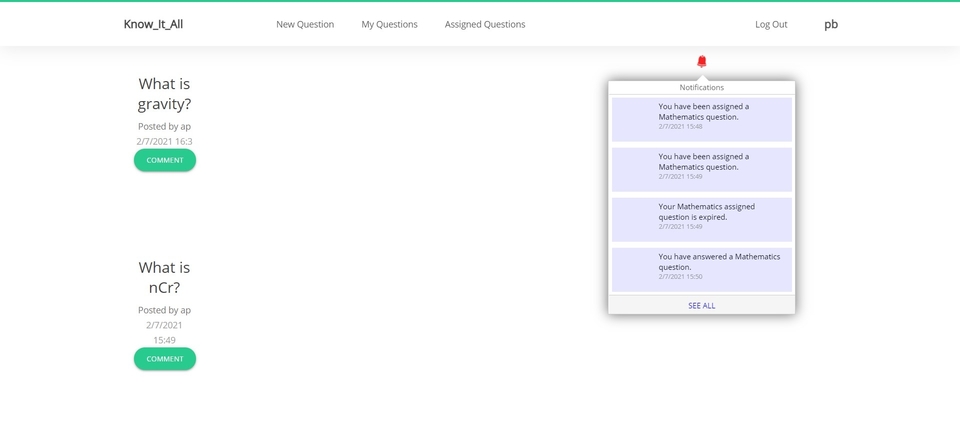 Know_It_All
New Question
My Questions
Assigned Questions
Log Out
pb
What is
gravity?
Posted by ap
2/7/2021 16:3
COMMENT
What is
nCr?
Posted by ap
2/7/2021
15:49
COMMENT
Notifications
You have been assigned a
Mathematics question.
2/7/2021 15:48
You have been assigned a
Mathematics question.
2/7/2021 15:49
Your Mathematics assigned
question is expired.
2/7/2021 15:49
You have answered a Mathematics
question.
2/7/2021 15:50
SEE ALL